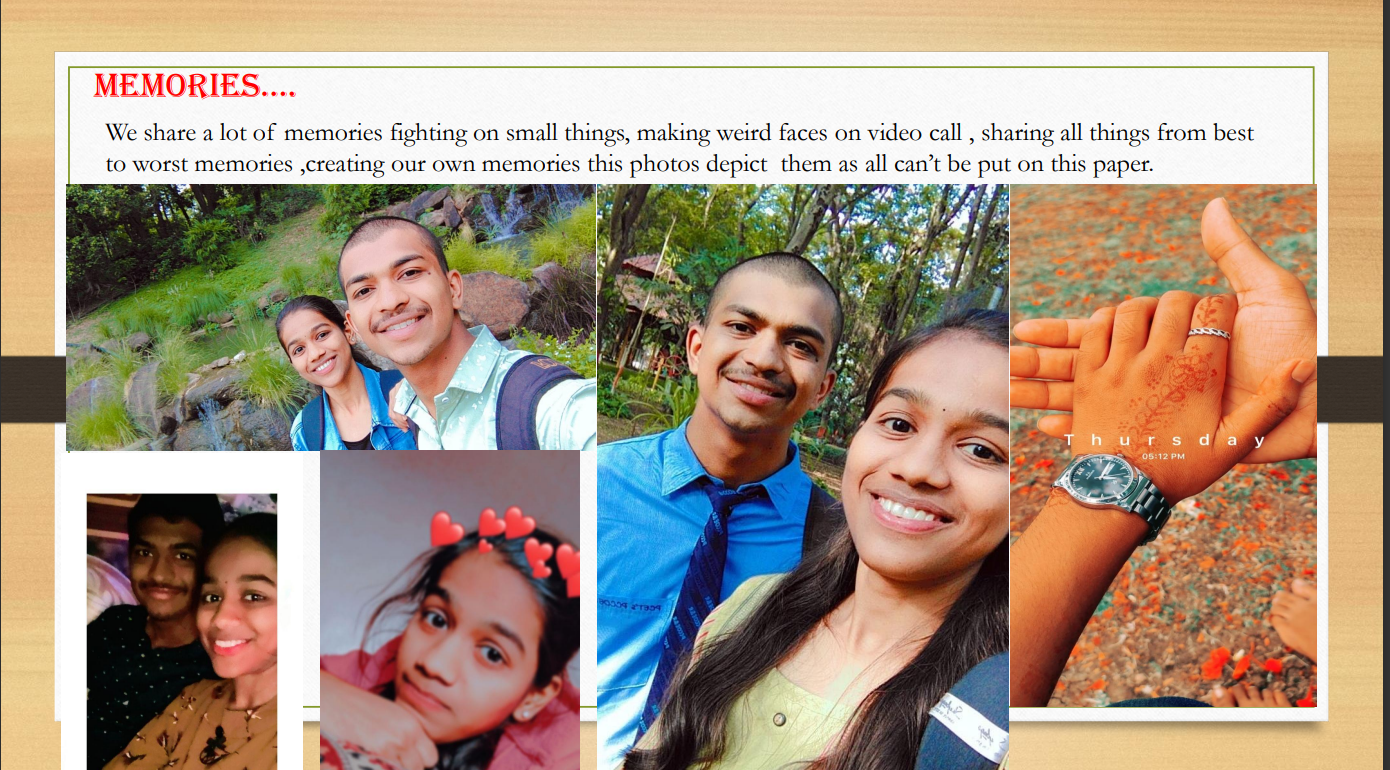 MEMORIES....
We share a lot of memories fighting on small things, making weird faces on video call , sharing all things from best
to worst memories ,creating our own memories this photos depict  them as all can’t be put on this paper.
Thursday
05:12 PM